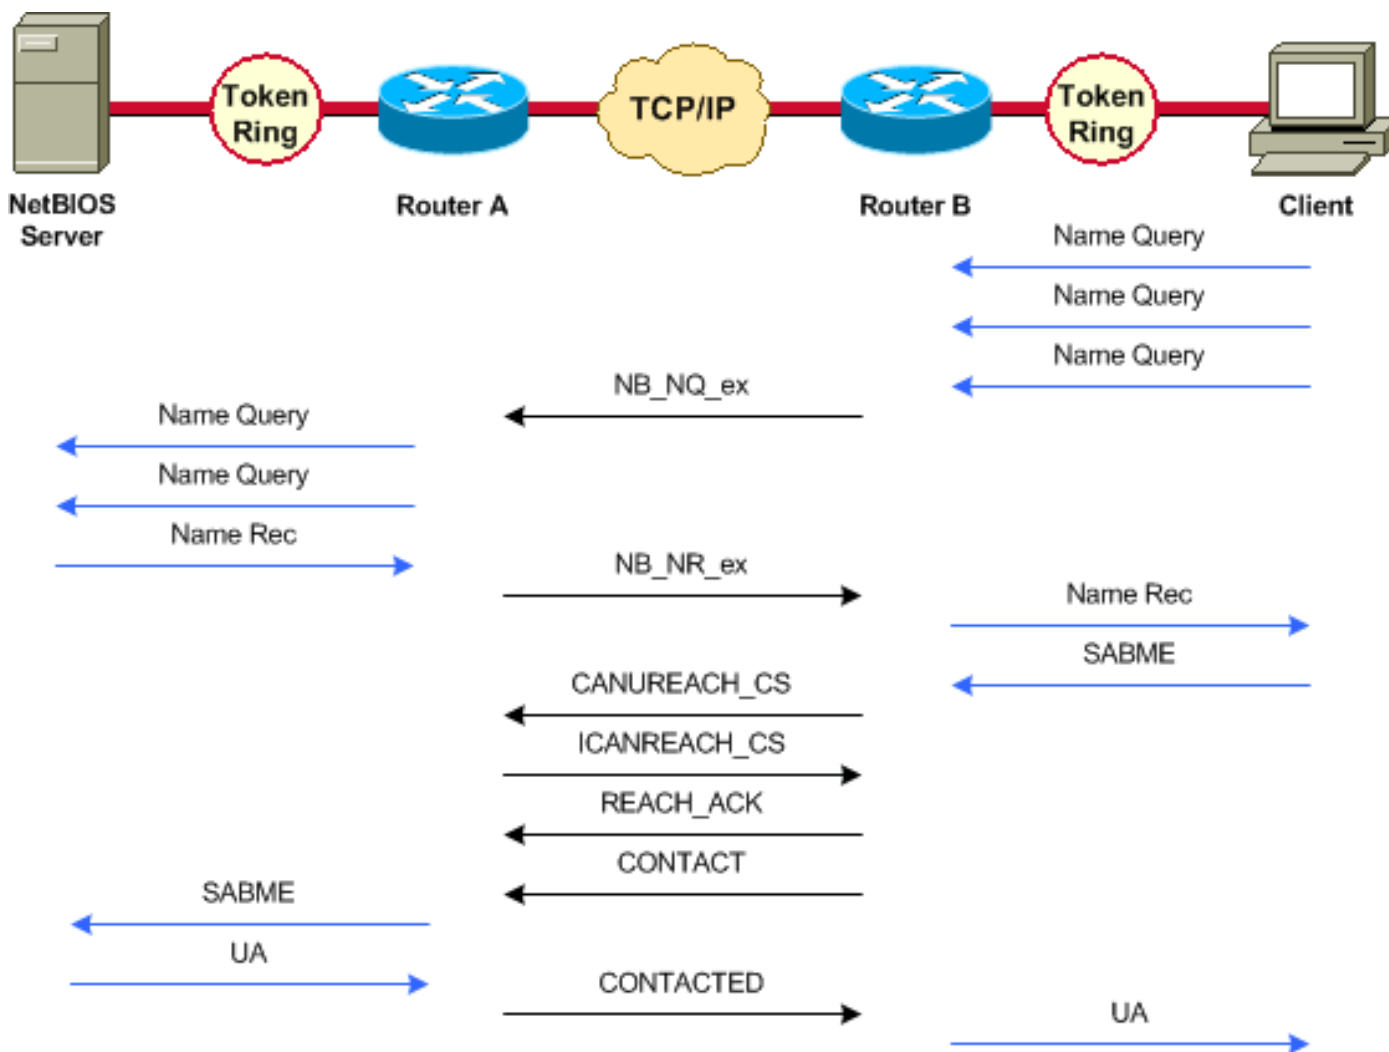 Token
Ring
TCP/IP
Token
Ring
NetBIOS
Server
Router A
Router B
Client
Name Query
Name Query
Name Query
NB_NQ_ex
Name Query
Name Query
Name Rec
NB_NR_ex
Name Rec
SABME
CANUREACH_CS
ICANREACH_CS
REACH_ACK
CONTACT
SABME
UA
CONTACTED
UA